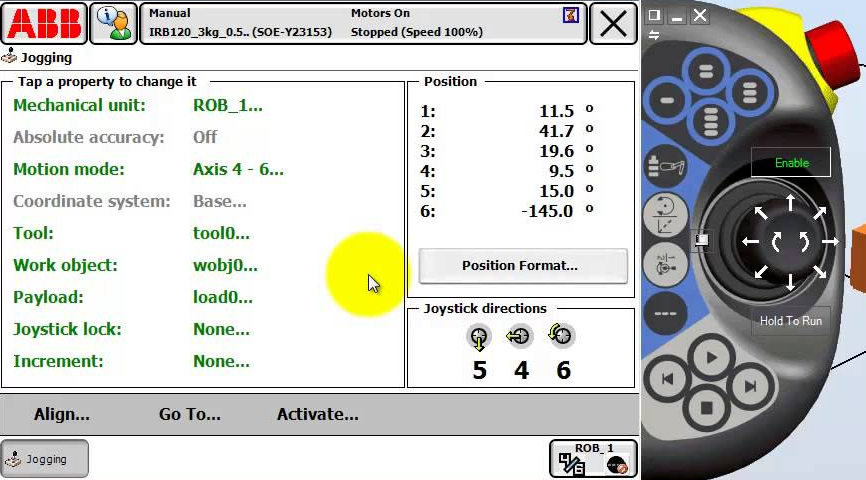 ABB
Manual
Motors On
IRB120_3kg_0.5.. (SOE-Y23153)
Stopped (Speed 100%)
Jogging
Tap a property to change it
Mechanical unit: ROB_1...
Absolute accuracy: Off
Motion mode: Axis 4 - 6...
Coordinate system: Base...
Tool: tool0...
Work object: wobj0...
Payload: load0...
Joystick lock: None...
Increment: None...
Position
1: 11.5 º
2: 41.7 º
3: 19.6 º
4: 9.5 º
5: 15.0 º
6: -145.0 º
Position Format...
Joystick directions
5 4 6
Align... Go To... Activate...
Jogging
ROB_1
Enable
Hold To Run